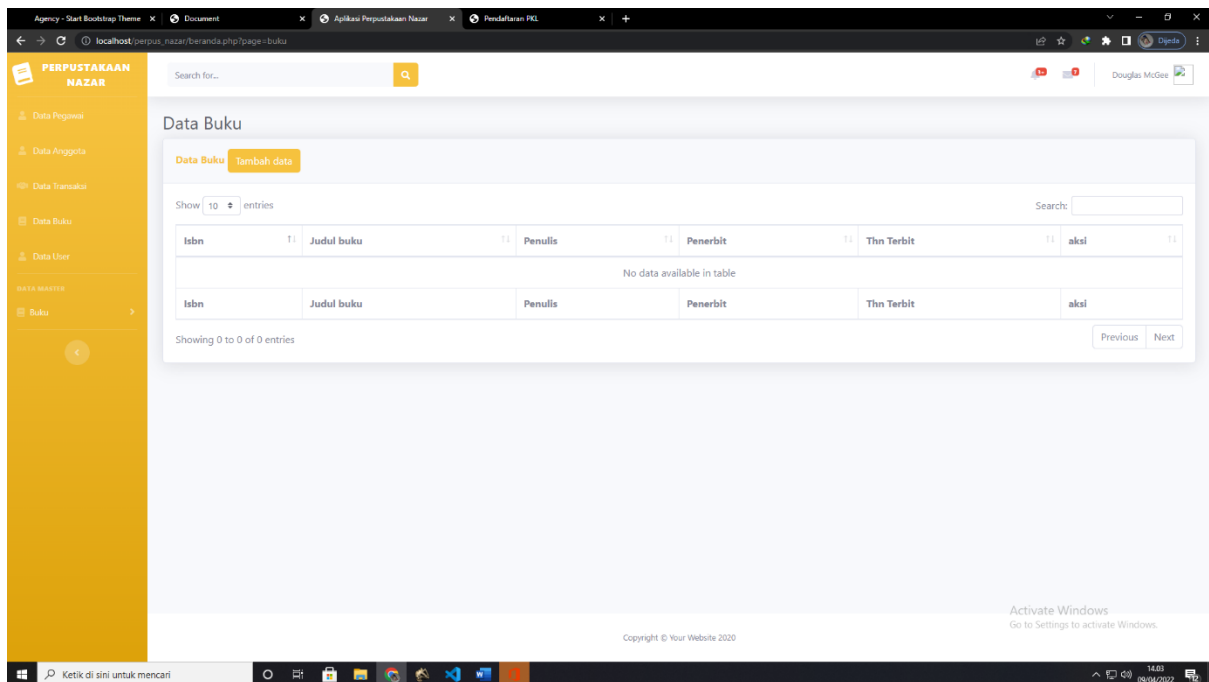 Agency - Start Bootstrap Theme Document Aplikasi Perpustakaan Nazar Pendaftaran PKL
localhost/perpus_nazar/beranda.php?page=buku Dijeda
PERPUSTAKAAN
NAZAR
Search for...
Douglas McGee
Data Pegawai
Data Anggota
Data Transaksi
Data Buku
Data User
DATA MASTER
Buku
Data Buku
Data Buku Tambah data
Show 10 entries Search:
Isbn Judul buku Penulis Penerbit Thn Terbit aksi
No data available in table
Isbn Judul buku Penulis Penerbit Thn Terbit aksi
Showing 0 to 0 of 0 entries Previous Next
Activate Windows
Go to Settings to activate Windows.
Copyright © Your Website 2020
Ketik di sini untuk mencari
14.03
09/04/2022